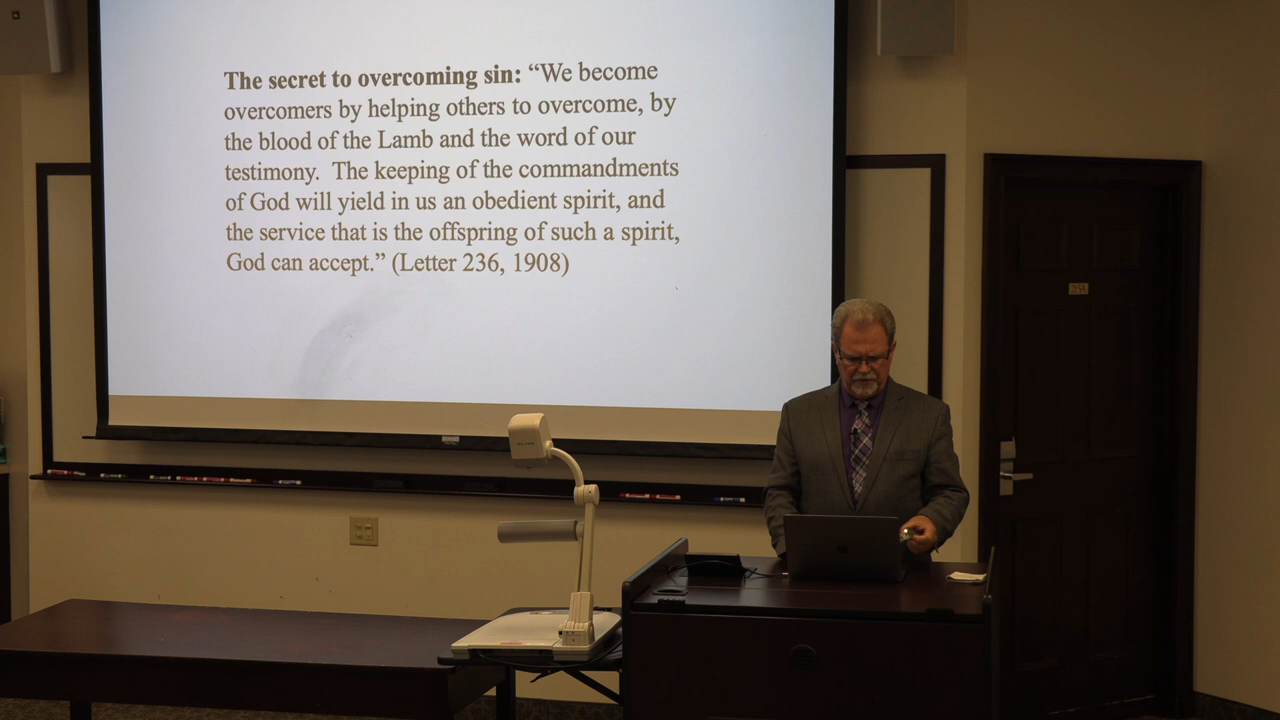 The secret to overcoming sin: “We become
overcomers by helping others to overcome, by
the blood of the Lamb and the word of our
testimony.  The keeping of the commandments
of God will yield in us an obedient spirit, and
the service that is the offspring of such a spirit,
God can accept.” (Letter 236, 1908)